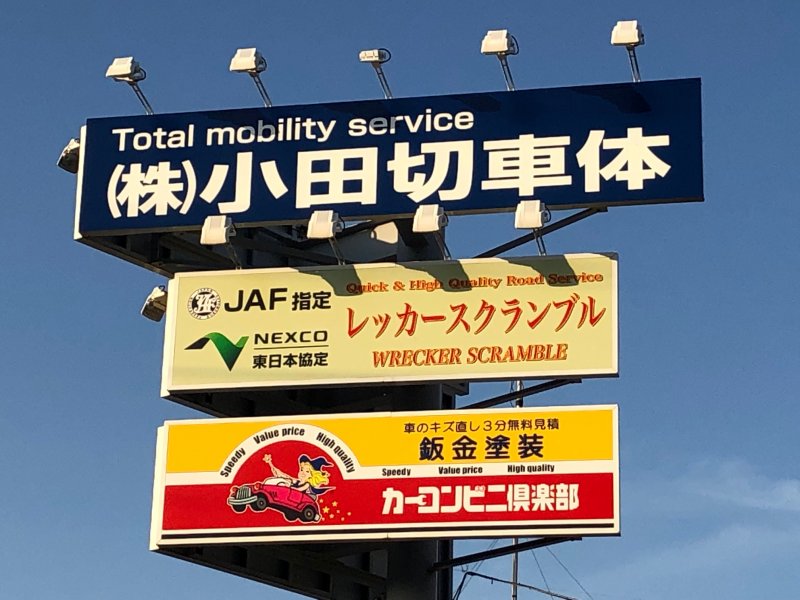 Total mobility service
(株)小田切車体
JAF指定
Quick & High Quality Road Service
レッカースクランブル
NEXCO
東日本協定
WRECKER SCRAMBLE
車のキズ直し3分無料見積
鈑金塗装
Speedy Value price High quality
Speedy Value price High quality
カーコンビニ倶楽部